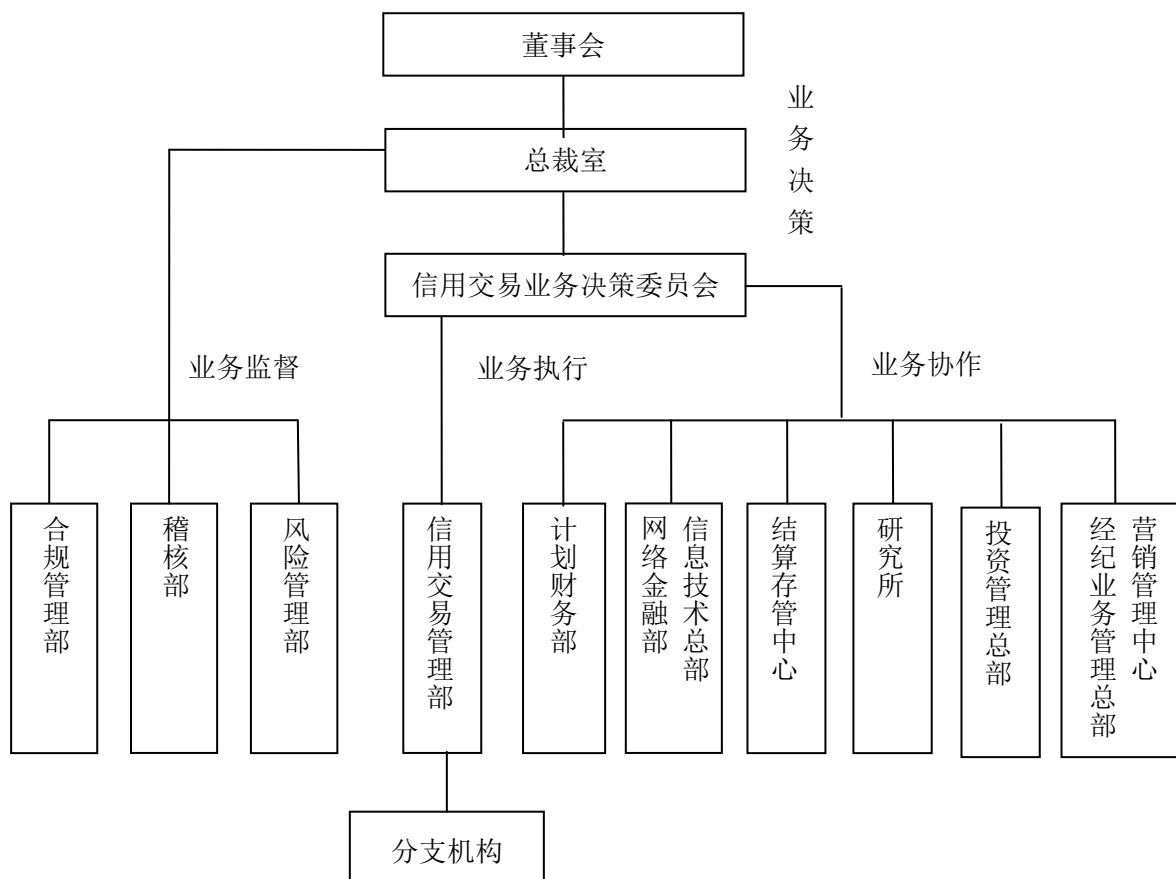 董事会
业务决策
总裁室
信用交易业务决策委员会
业务监督
业务执行
业务协作
合规管理部
稽核部
风险管理部
信用交易管理部
计划财务部
网络金融部
信息技术总部
结算存管中心
研究所
投资管理总部
经纪业务管理总部
营销管理中心
分支机构